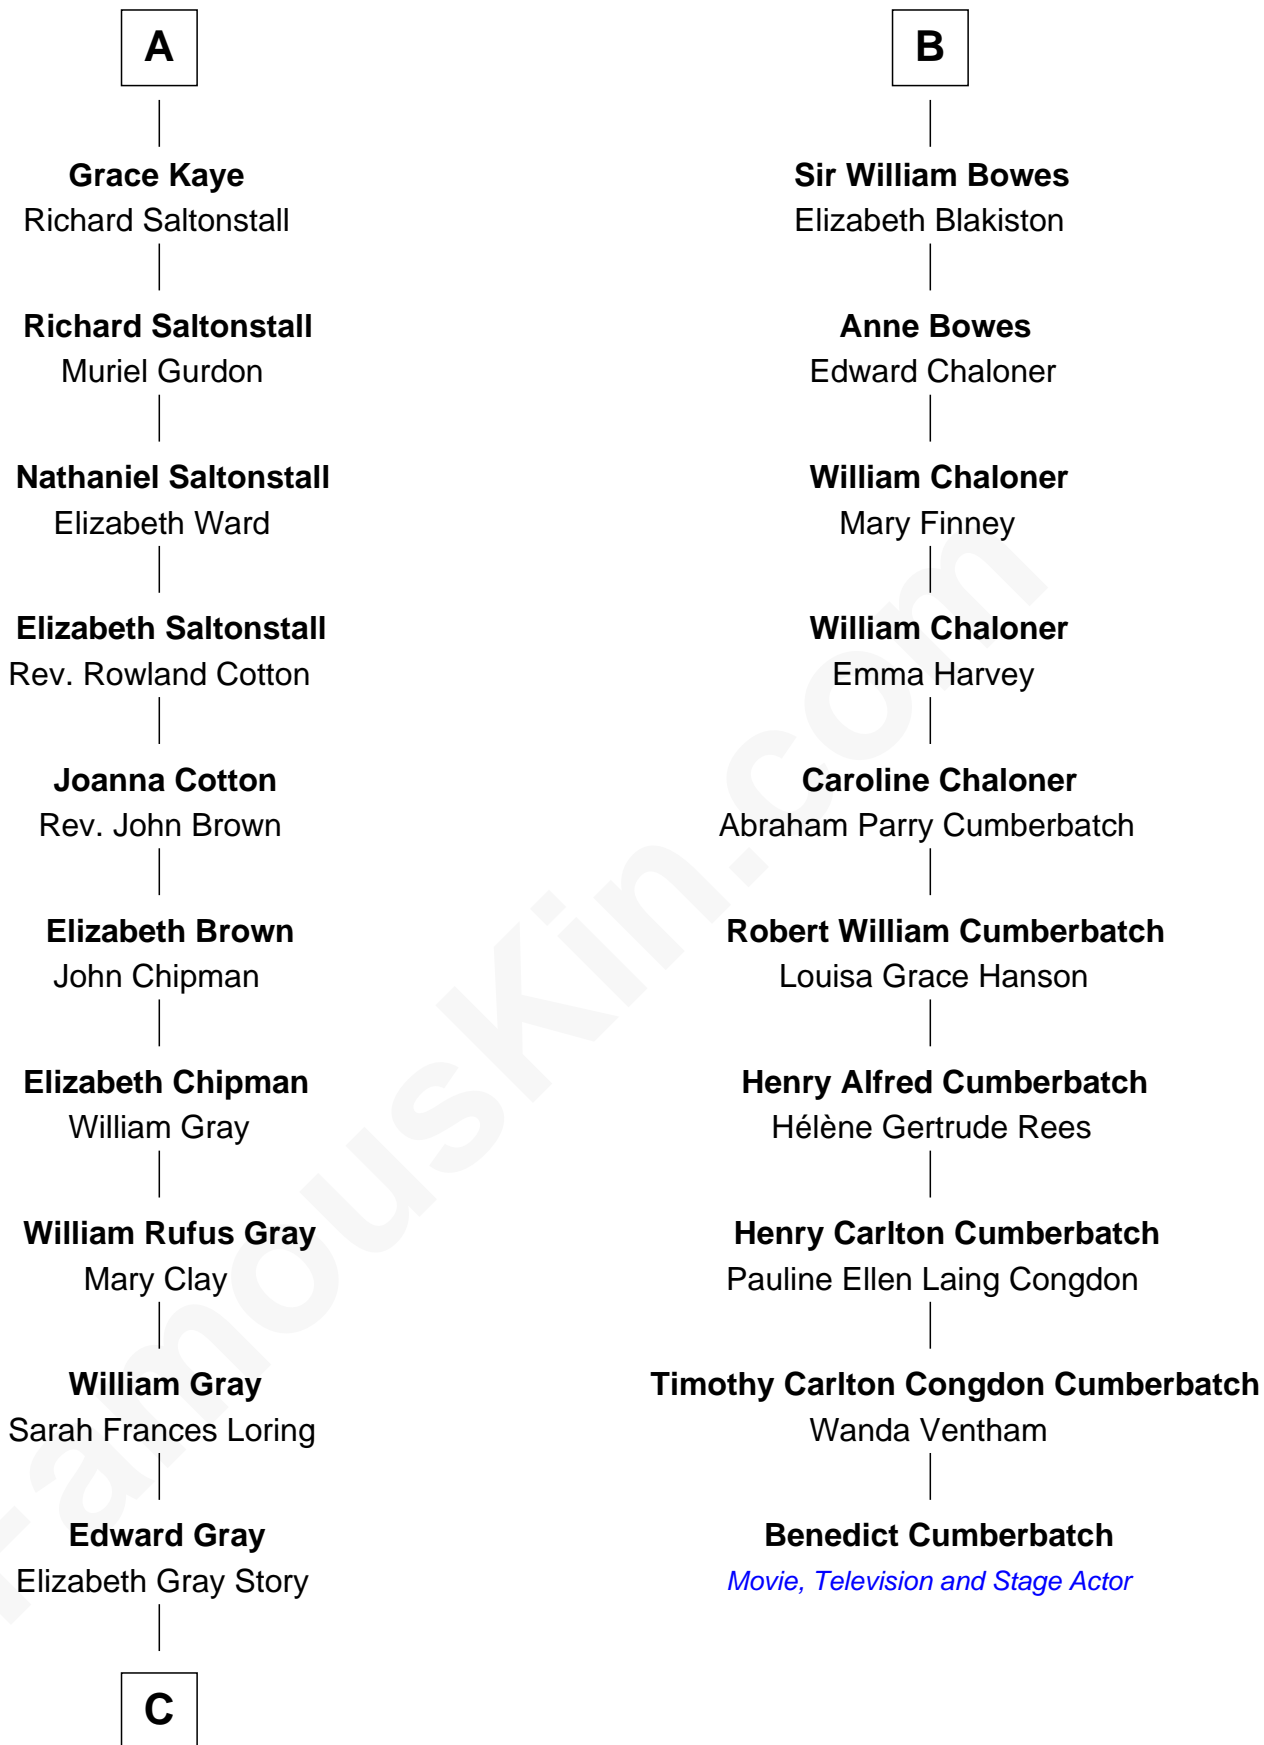 A
Grace Kaye
Richard Saltonstall
Richard Saltonstall
Muriel Gurdon
Nathaniel Saltonstall
Elizabeth Ward
Elizabeth Saltonstall
Rev. Rowland Cotton
Joanna Cotton
Rev. John Brown
Elizabeth Brown
John Chipman
Elizabeth Chipman
William Gray
William Rufus Gray
Mary Clay
William Gray
Sarah Frances Loring
Edward Gray
Elizabeth Gray Story
C
B
Sir William Bowes
Elizabeth Blakiston
Anne Bowes
Edward Chaloner
William Chaloner
Mary Finney
William Chaloner
Emma Harvey
Caroline Chaloner
Abraham Parry Cumberbatch
Robert William Cumberbatch
Louisa Grace Hanson
Henry Alfred Cumberbatch
Hélène Gertrude Rees
Henry Carlton Cumberbatch
Pauline Ellen Laing Congdon
Timothy Carlton Congdon Cumberbatch
Wanda Ventham
Benedict Cumberbatch
Movie, Television and Stage Actor
FamousKin.com